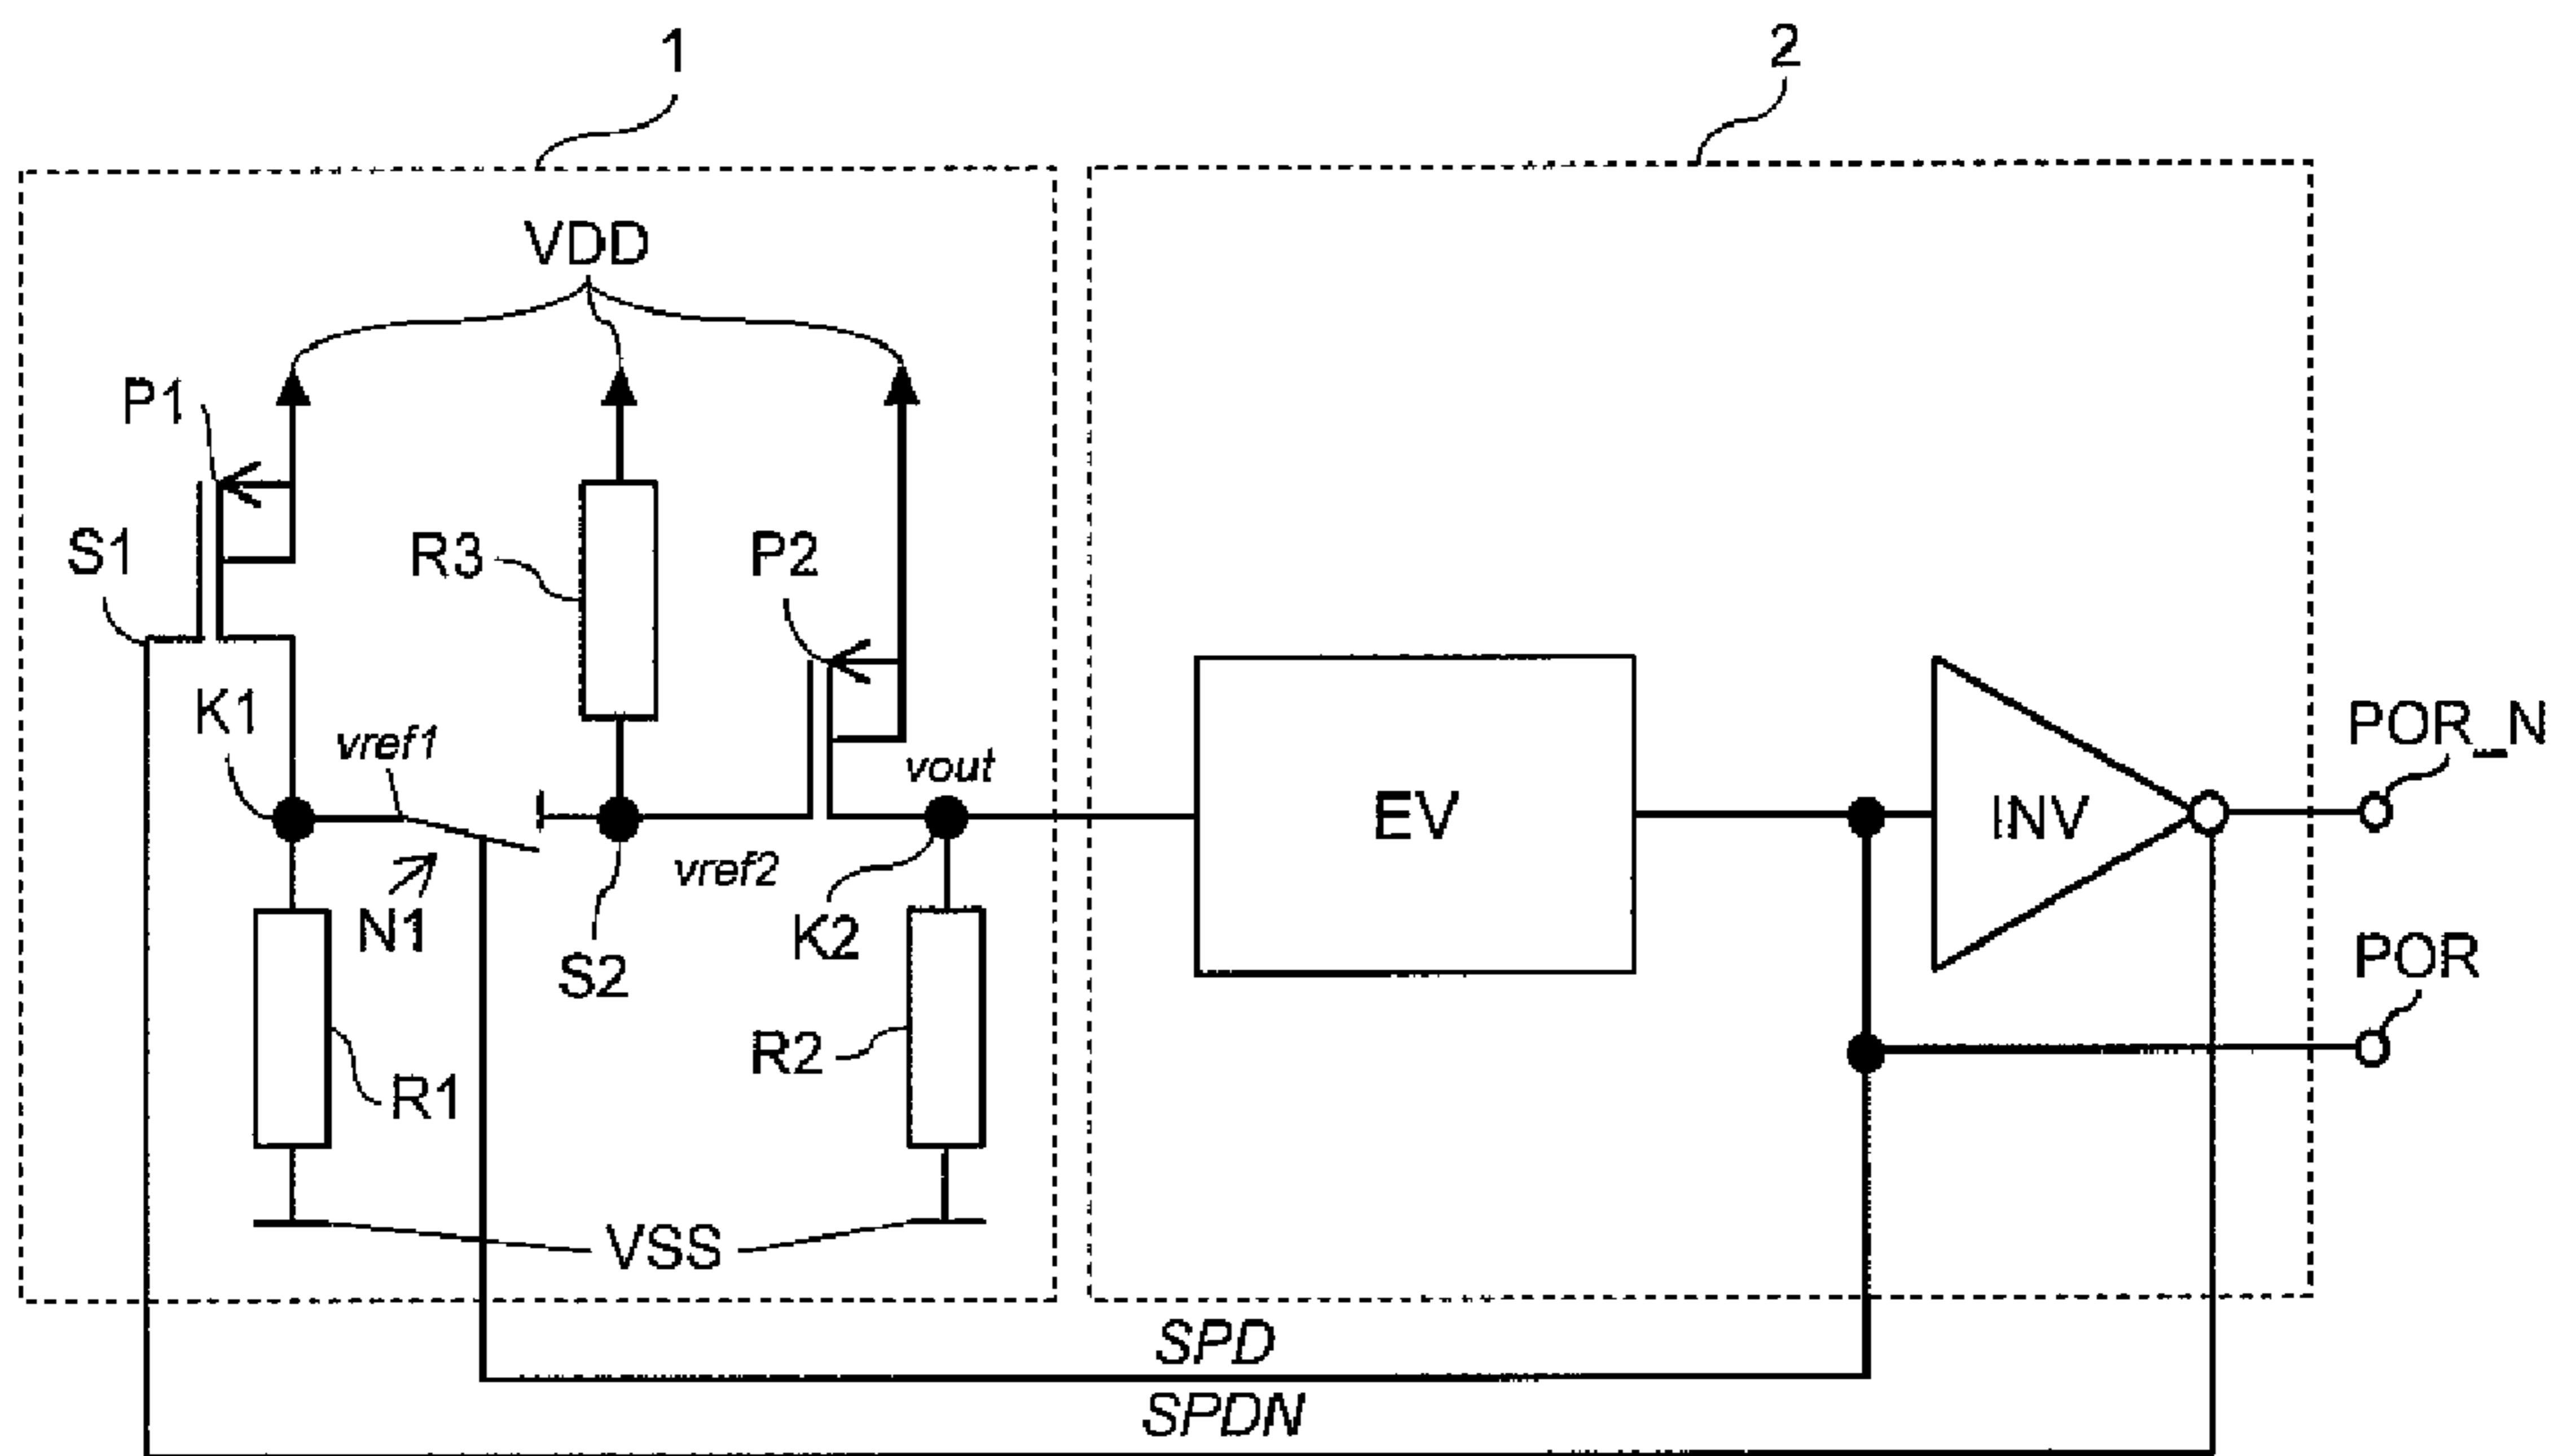 1
2
VDD
P1
S1
R3
P2
K1
vref1
vout
POR_N
EV
INV
vref2
N1
K2
S2
POR
R2
R1
VSS
SPD
SPDN